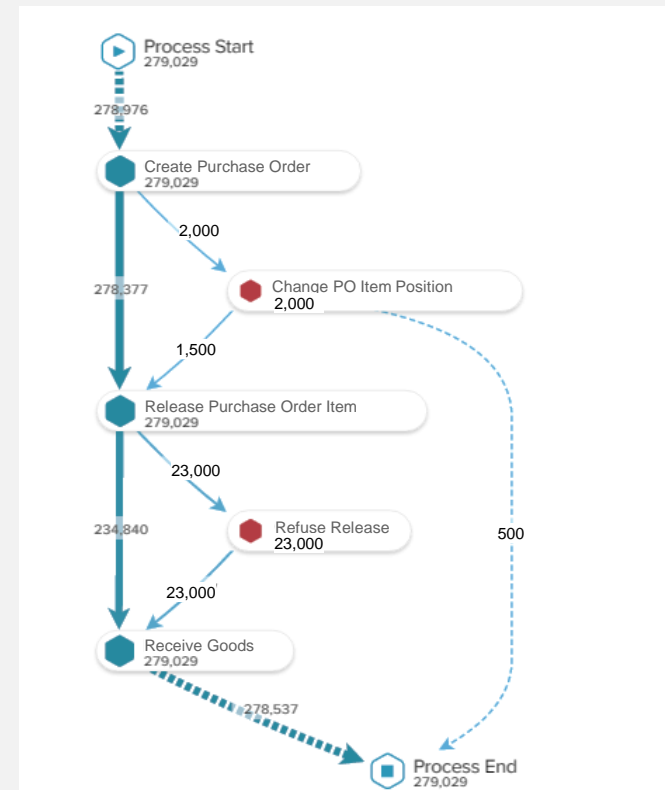 Process Start
279,029
278,976
Create Purchase Order
279,029
2,000
278,377
Change PO Item Position
2,000
1,500
Release Purchase Order Item
279,029
23,000
234,840
Refuse Release
23,000
500
23,000
Receive Goods
279,029
278,537
Process End
279,029